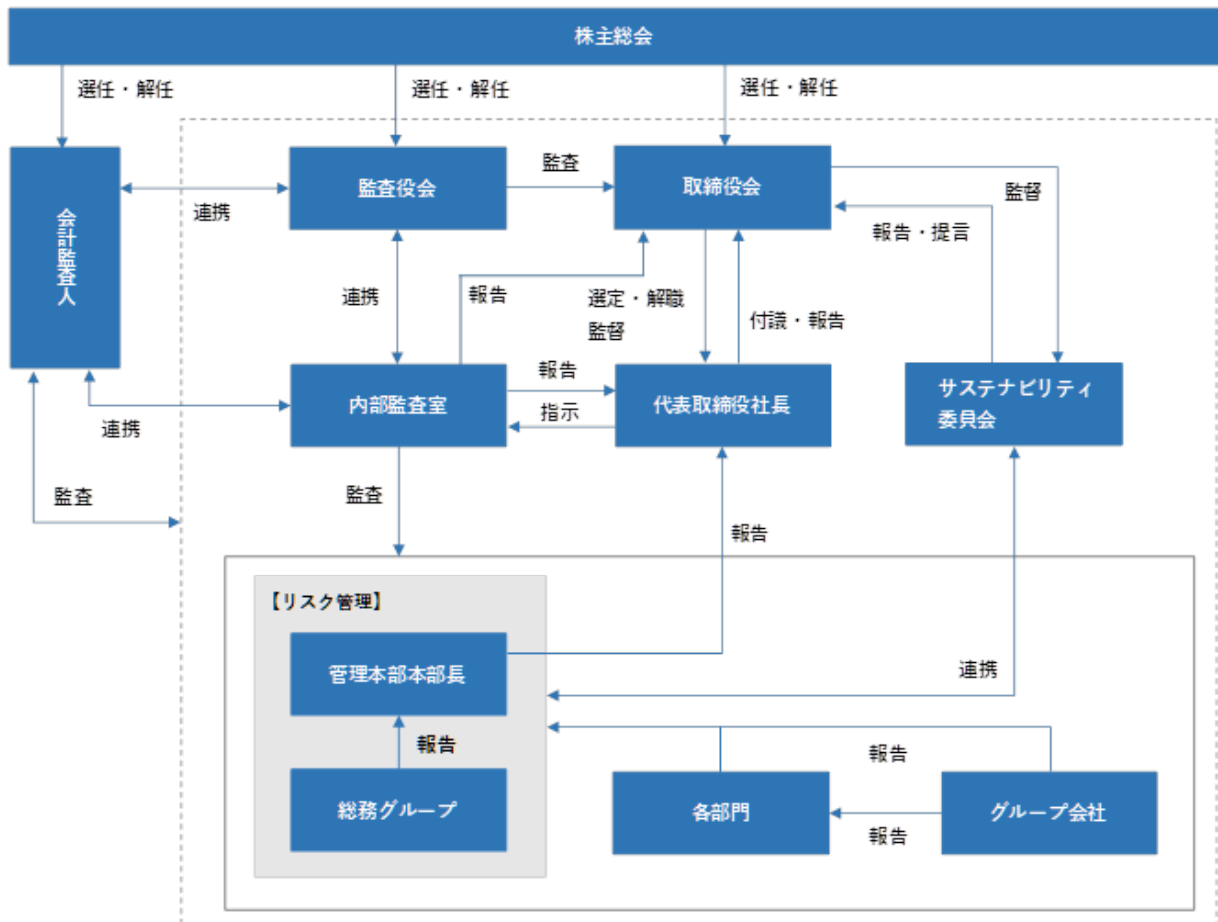 株主総会
選任・解任
選任・解任
選任・解任
会計監査人
監査役会
監査
取締役会
監督
連携
報告・提言
連携
報告
選定・解職
監督
付議・報告
内部監査室
報告
指示
代表取締役社長
サステナビリティ
委員会
連携
監査
監査
報告
【リスク管理】
管理本部本部長
連携
報告
報告
総務グループ
各部門
報告
グループ会社